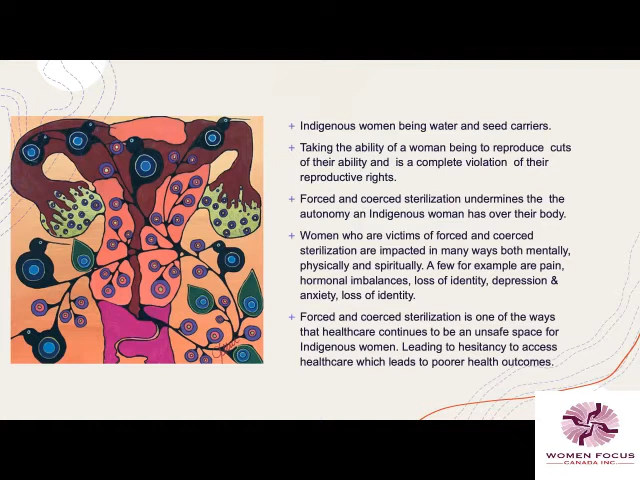 + Indigenous women being water and seed carriers.
+ Taking the ability of a woman being to reproduce cuts
of their ability and is a complete violation of their
reproductive rights.
+ Forced and coerced sterilization undermines the the
autonomy an Indigenous woman has over their body.
+ Women who are victims of forced and coerced
sterilization are impacted in many ways both mentally,
physically and spiritually. A few for example are pain,
hormonal imbalances, loss of identity, depression &
anxiety, loss of identity.
+ Forced and coerced sterilization is one of the ways
that healthcare continues to be an unsafe space for
Indigenous women. Leading to hesitancy to access
healthcare which leads to poorer health outcomes.
WOMEN FOCUS
CANADA INC.